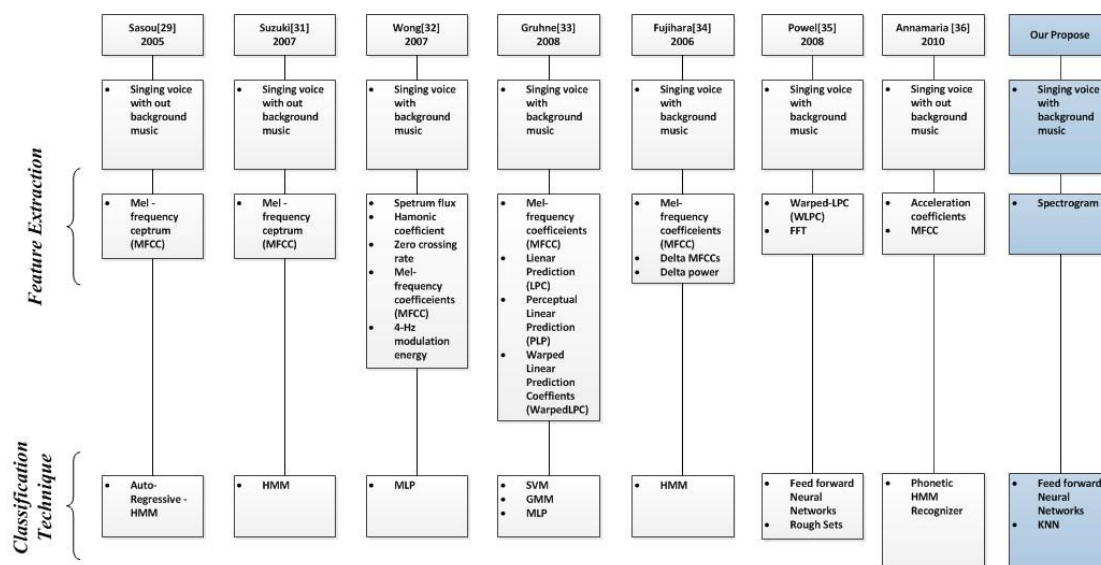 Sasou[29]
2005
Suzuki[31]
2007
Wong[32]
2007
Gruhne[33]
2008
Fujihara[34]
2006
Powel[35]
2008
Annamaria [36]
2010
Our Propose
• Singing voice
with out
background
music
• Singing voice
with out
background
music
• Singing voice
with
background
music
• Singing voice
with
background
music
• Singing voice
with
background
music
• Singing voice
with
background
music
• Singing voice
with out
background
music
• Singing voice
with
background
music
Feature Extraction
• Mel -
frequency
ceptrum
(MFCC)
• Mel -
frequency
ceptrum
(MFCC)
• Spetrum flux
• Hamonic
coefficient
• Zero crossing
rate
• Mel-
frequency
coefficeients
(MFCC)
• 4-Hz
modulation
energy
• Mel-
frequency
coefficeients
(MFCC)
• Lienar
Prediction
(LPC)
• Perceptual
Linear
Prediction
(PLP)
• Warped
Linear
Prediction
Coeffients
(WarpedLPC)
• Mel-
frequency
coefficeients
(MFCC)
• Delta MFCCs
• Delta power
• Warped-LPC
(WLPC)
• FFT
• Acceleration
coefficients
• MFCC
• Spectrogram
Classification
Technique
• Auto-
Regressive -
HMM
• HMM
• MLP
• SVM
• GMM
• MLP
• HMM
• Feed forward
Neural
Networks
• Rough Sets
• Phonetic
HMM
Recognizer
• Feed forward
Neural
Networks
• KNN